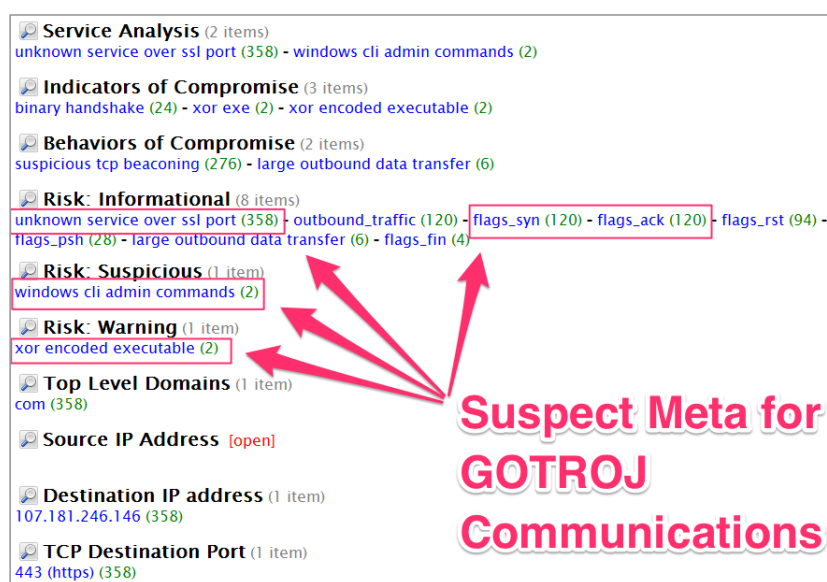 Service Analysis (2 items)
unknown service over ssl port (358) - windows cli admin commands (2)
Indicators of Compromise (3 items)
binary handshake (24) - xor exe (2) - xor encoded executable (2)
Behaviors of Compromise (2 items)
suspicious tcp beaconing (276) - large outbound data transfer (6)
Risk: Informational (8 items)
unknown service over ssl port (358) - outbound_traffic (120) - flags_syn (120) - flags_ack (120) - flags_rst (94) -
flags_psh (28) - large outbound data transfer (6) - flags_fin (4)
Risk: Suspicious (1 item)
windows cli admin commands (2)
Risk: Warning (1 item)
xor encoded executable (2)
Top Level Domains (1 item)
com (358)
Source IP Address [open]
Destination IP address (1 item)
107.181.246.146 (358)
TCP Destination Port (1 item)
443 (https) (358)
Suspect Meta for
GOTROJ
Communications